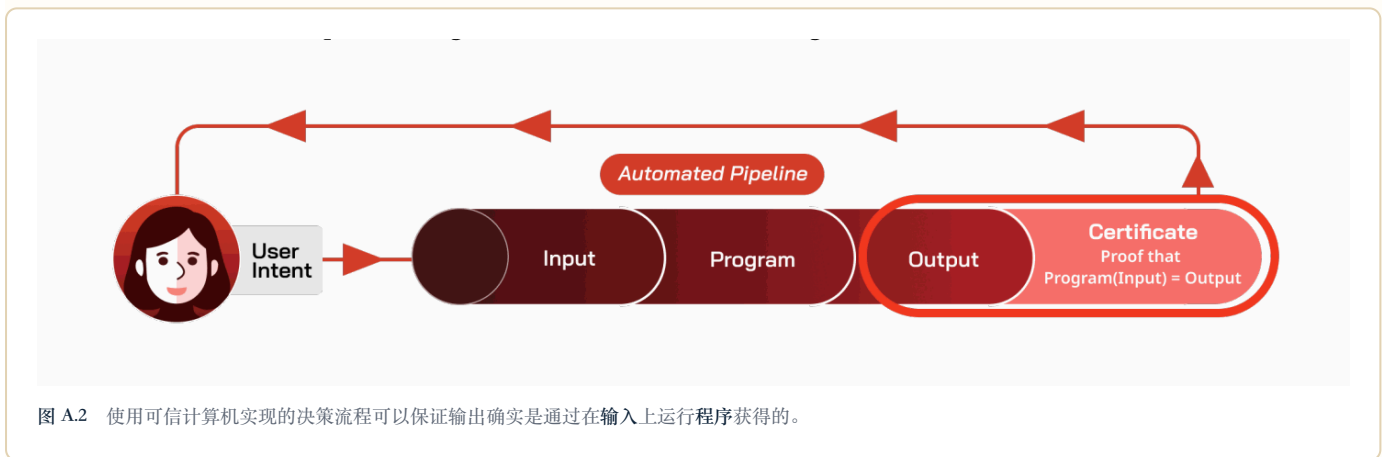 Automated Pipeline
User
Intent
Input
Program
Output
Certificate
Proof that
Program(Input) = Output
图 A.2 使用可信计算机实现的决策流程可以保证输出确实是通过在输入上运行程序获得的。